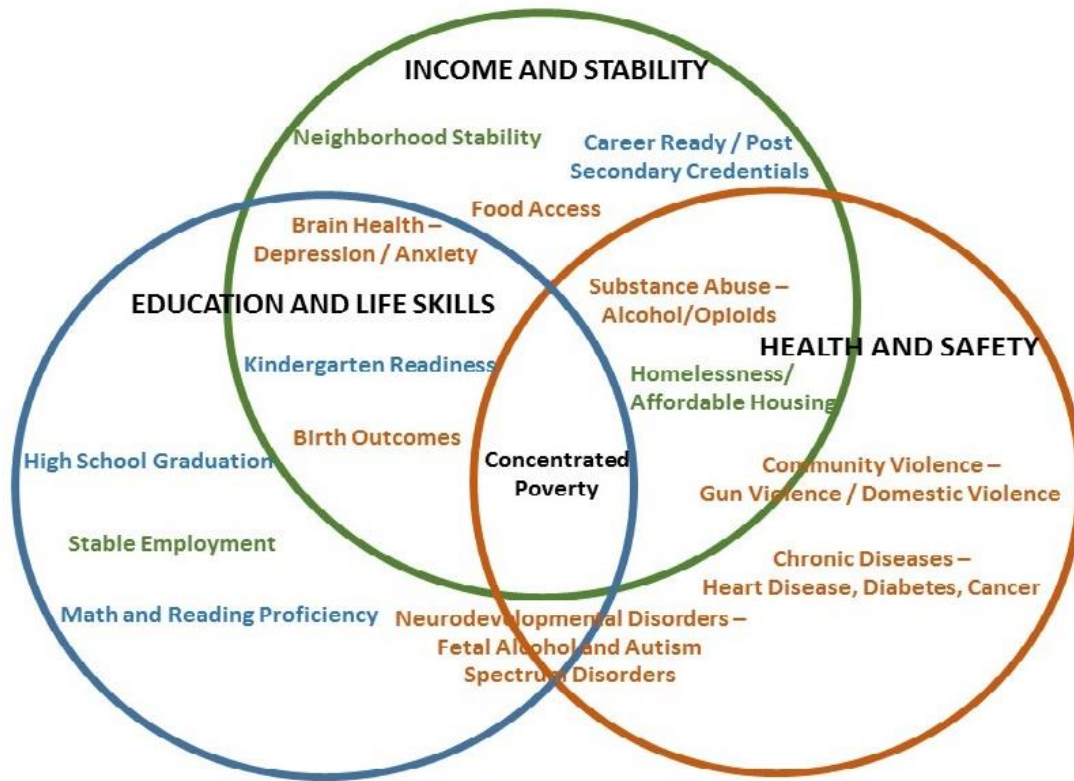 INCOME AND STABILITY
Neighborhood Stability
Career Ready / Post
Secondary Credentials
Food Access
Brain Health –
Depression / Anxiety
Substance Abuse –
Alcohol/Opioids
EDUCATION AND LIFE SKILLS
HEALTH AND SAFETY
Kindergarten Readiness
Homelessness/
Affordable Housing
Birth Outcomes
High School Graduation
Concentrated
Poverty
Community Violence –
Gun Violence / Domestic Violence
Stable Employment
Chronic Diseases –
Heart Disease, Diabetes, Cancer
Math and Reading Proficiency
Neurodevelopmental Disorders –
Fetal Alcohol and Autism
Spectrum Disorders